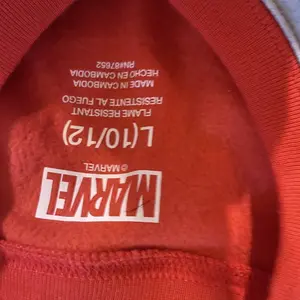 MARVEL
© MARVEL
L(10/12)
FLAME RESISTANT
RESISTENTE AL FUEGO
MADE IN CAMBODIA
HECHO EN CAMBODIA
RN#87652